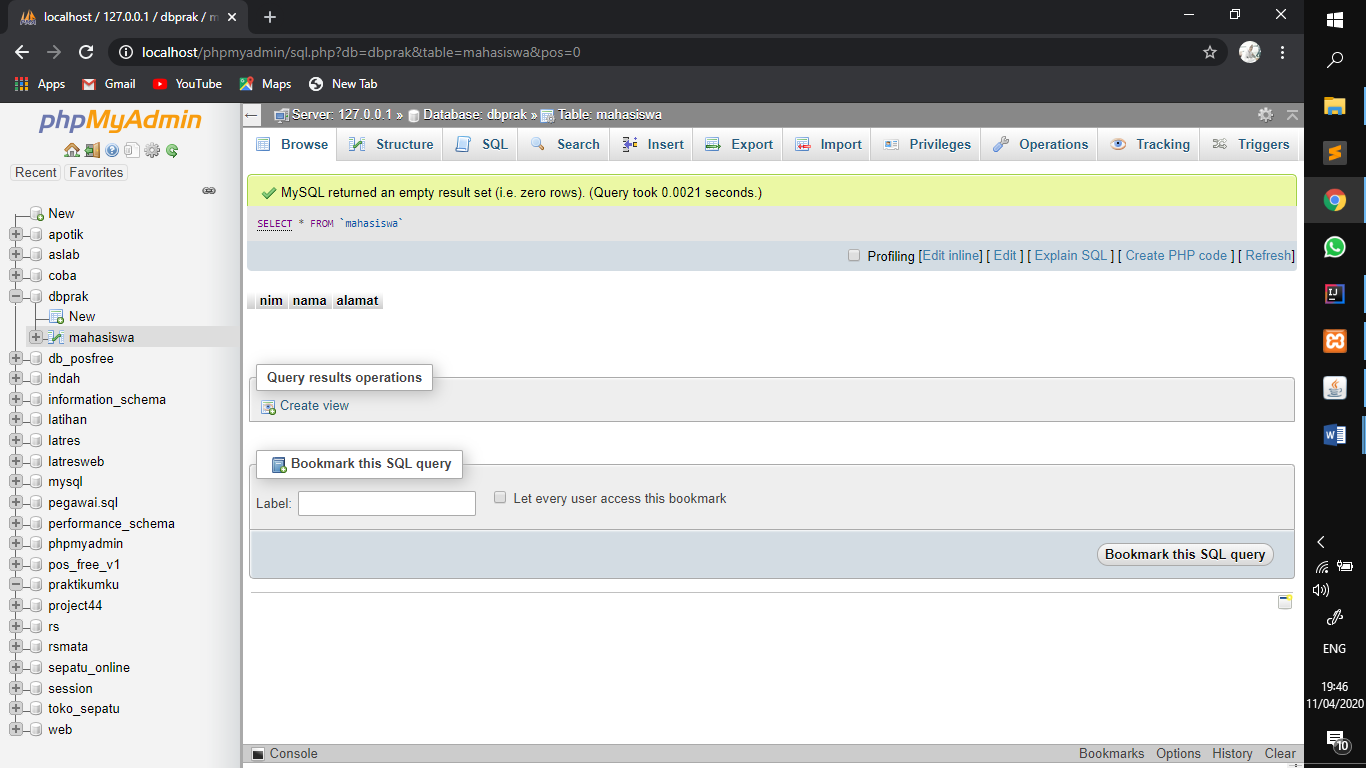 localhost / 127.0.0.1 / dbprak / m
localhost/phpmyadmin/sql.php?db=dbprak&table=mahasiswa&pos=0
Apps Gmail YouTube Maps New Tab
phpMyAdmin
Recent Favorites
New
apotik
aslab
coba
dbprak
New
mahasiswa
db_posfree
indah
information_schema
latihan
latres
latresweb
mysql
pegawai.sql
performance_schema
phpmyadmin
pos_free_v1
praktikumku
project44
rs
rsmata
sepatu_online
session
toko_sepatu
web
Server: 127.0.0.1 » Database: dbprak » Table: mahasiswa
Browse Structure SQL Search Insert Export Import Privileges Operations Tracking Triggers
MySQL returned an empty result set (i.e. zero rows). (Query took 0.0021 seconds.)
SELECT * FROM `mahasiswa`
Profiling [Edit inline] [ Edit ] [ Explain SQL ] [ Create PHP code ] [ Refresh]
nim nama alamat
Query results operations
Create view
Bookmark this SQL query
Label: Let every user access this bookmark
Bookmark this SQL query
Console Bookmarks Options History Clear
ENG
19:46
11/04/2020
10